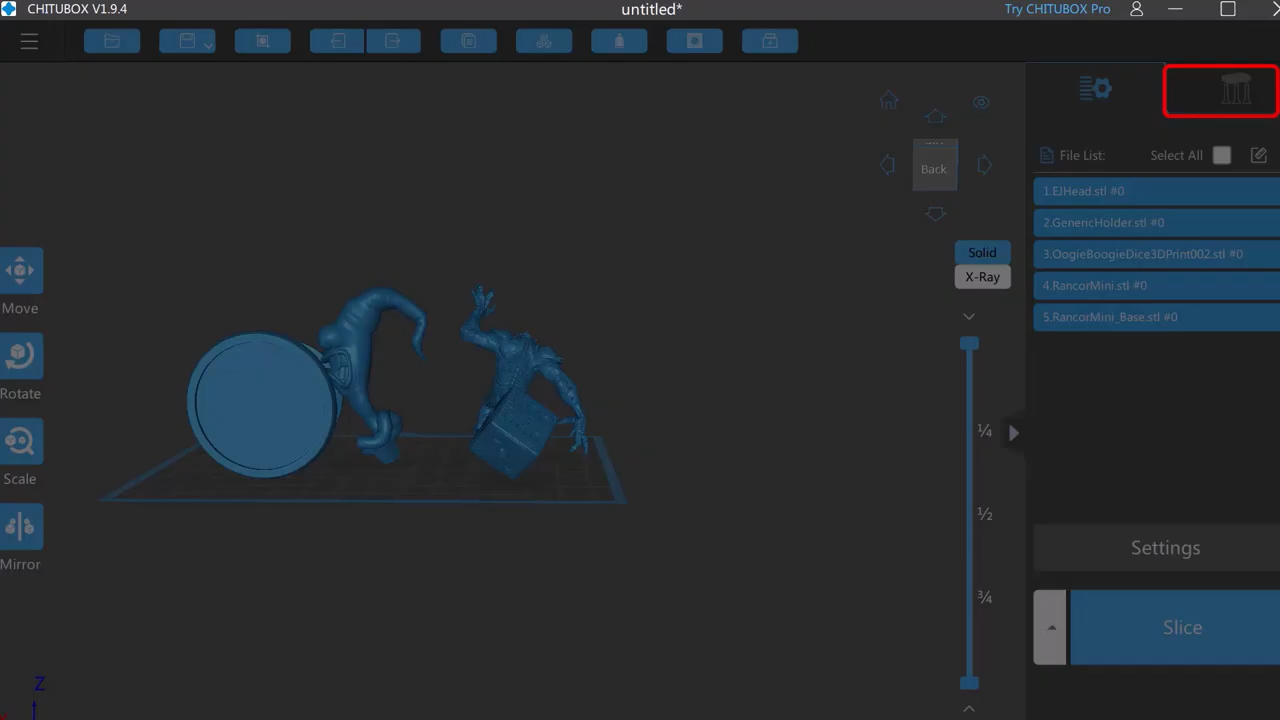 CHITUBOX V1.9.4
untitled*
Try CHITUBOX Pro
File List:
Select All
1.EJHead.stl #0
2.GenericHolder.stl #0
3.OogieBoogieDice3DPrint002.stl #0
4.RancorMini.stl #0
5.RancorMini_Base.stl #0
Back
Solid
X-Ray
Move
Rotate
Scale
Mirror
¼
½
¾
Settings
Slice
Z